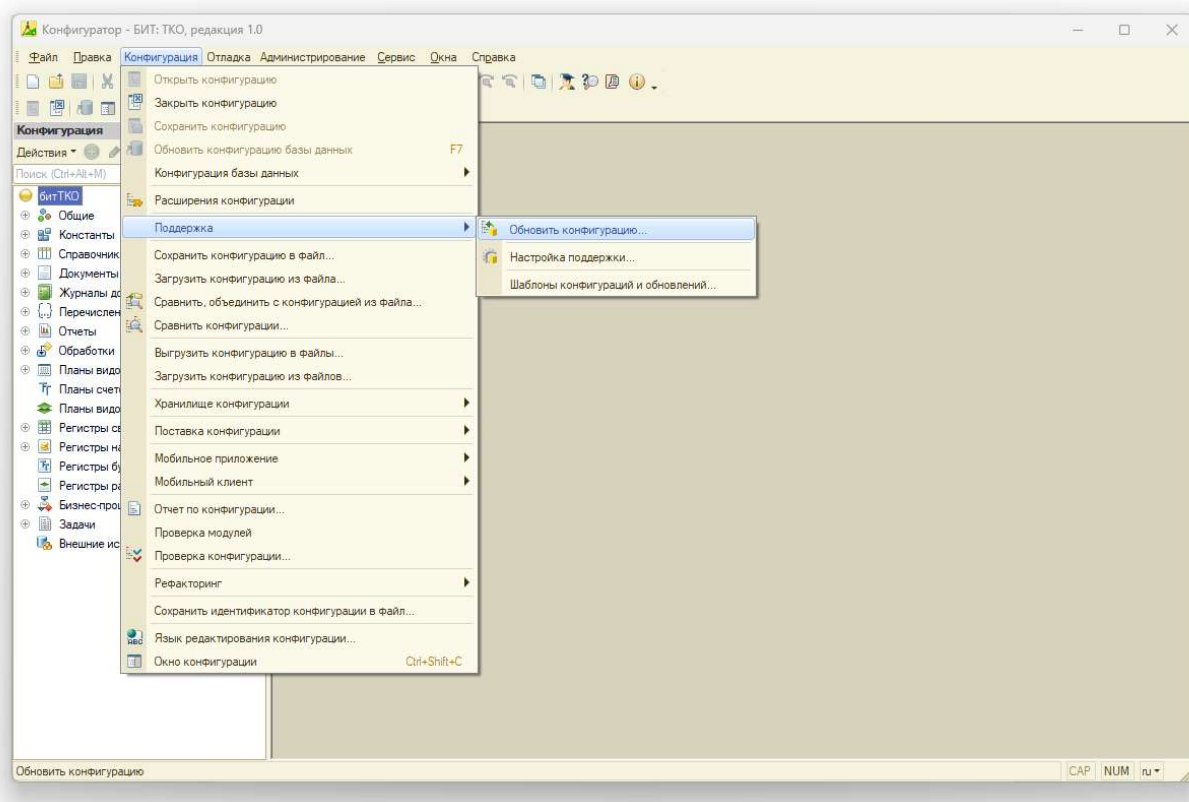 Конфигуратор - БИТ: ТКО, редакция 1.0
Файл Правка Конфигурация Отладка Администрирование Сервис Окна Справка
Конфигурация
Действия
Поиск (Ctrl+Alt+M)
битТКО
Общие
Константы
Справочник
Документы
Журналы до
Перечислен
Отчеты
Обработки
Планы видо
Планы счет
Планы видо
Регистры св
Регистры на
Регистры бу
Регистры ра
Бизнес-проц
Задачи
Внешние ис
Открыть конфигурацию
Закрыть конфигурацию
Сохранить конфигурацию
Обновить конфигурацию базы данных F7
Конфигурация базы данных
Расширения конфигурации
Поддержка
Сохранить конфигурацию в файл...
Загрузить конфигурацию из файла...
Сравнить, объединить с конфигурацией из файла...
Сравнить конфигурации...
Выгрузить конфигурацию в файлы...
Загрузить конфигурацию из файлов...
Хранилище конфигурации
Поставка конфигурации
Мобильное приложение
Мобильный клиент
Отчет по конфигурации...
Проверка модулей
Проверка конфигурации...
Рефакторинг
Сохранить идентификатор конфигурации в файл...
Язык редактирования конфигурации...
Окно конфигурации Ctrl+Shift+C
Обновить конфигурацию...
Настройка поддержки...
Шаблоны конфигураций и обновлений...
Обновить конфигурацию
CAP NUM ru